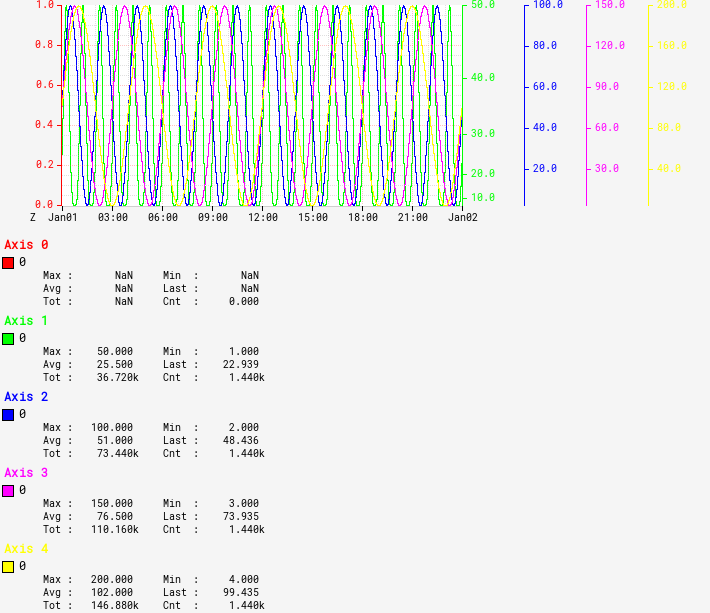 1.0 50.0 100.0 150.0 200.0
0.8 80.0 120.0 160.0
40.0
0.6 60.0 90.0 120.0
30.0
0.4 40.0 60.0 80.0
20.0
0.2 20.0 30.0 40.0
10.0
0.0
Z Jan01 03:00 06:00 09:00 12:00 15:00 18:00 21:00 Jan02
Axis 0
0
Max : NaN Min : NaN
Avg : NaN Last : NaN
Tot : NaN Cnt : 0.000
Axis 1
0
Max : 50.000 Min : 1.000
Avg : 25.500 Last : 22.939
Tot : 36.720k Cnt : 1.440k
Axis 2
0
Max : 100.000 Min : 2.000
Avg : 51.000 Last : 48.436
Tot : 73.440k Cnt : 1.440k
Axis 3
0
Max : 150.000 Min : 3.000
Avg : 76.500 Last : 73.935
Tot : 110.160k Cnt : 1.440k
Axis 4
0
Max : 200.000 Min : 4.000
Avg : 102.000 Last : 99.435
Tot : 146.880k Cnt : 1.440k